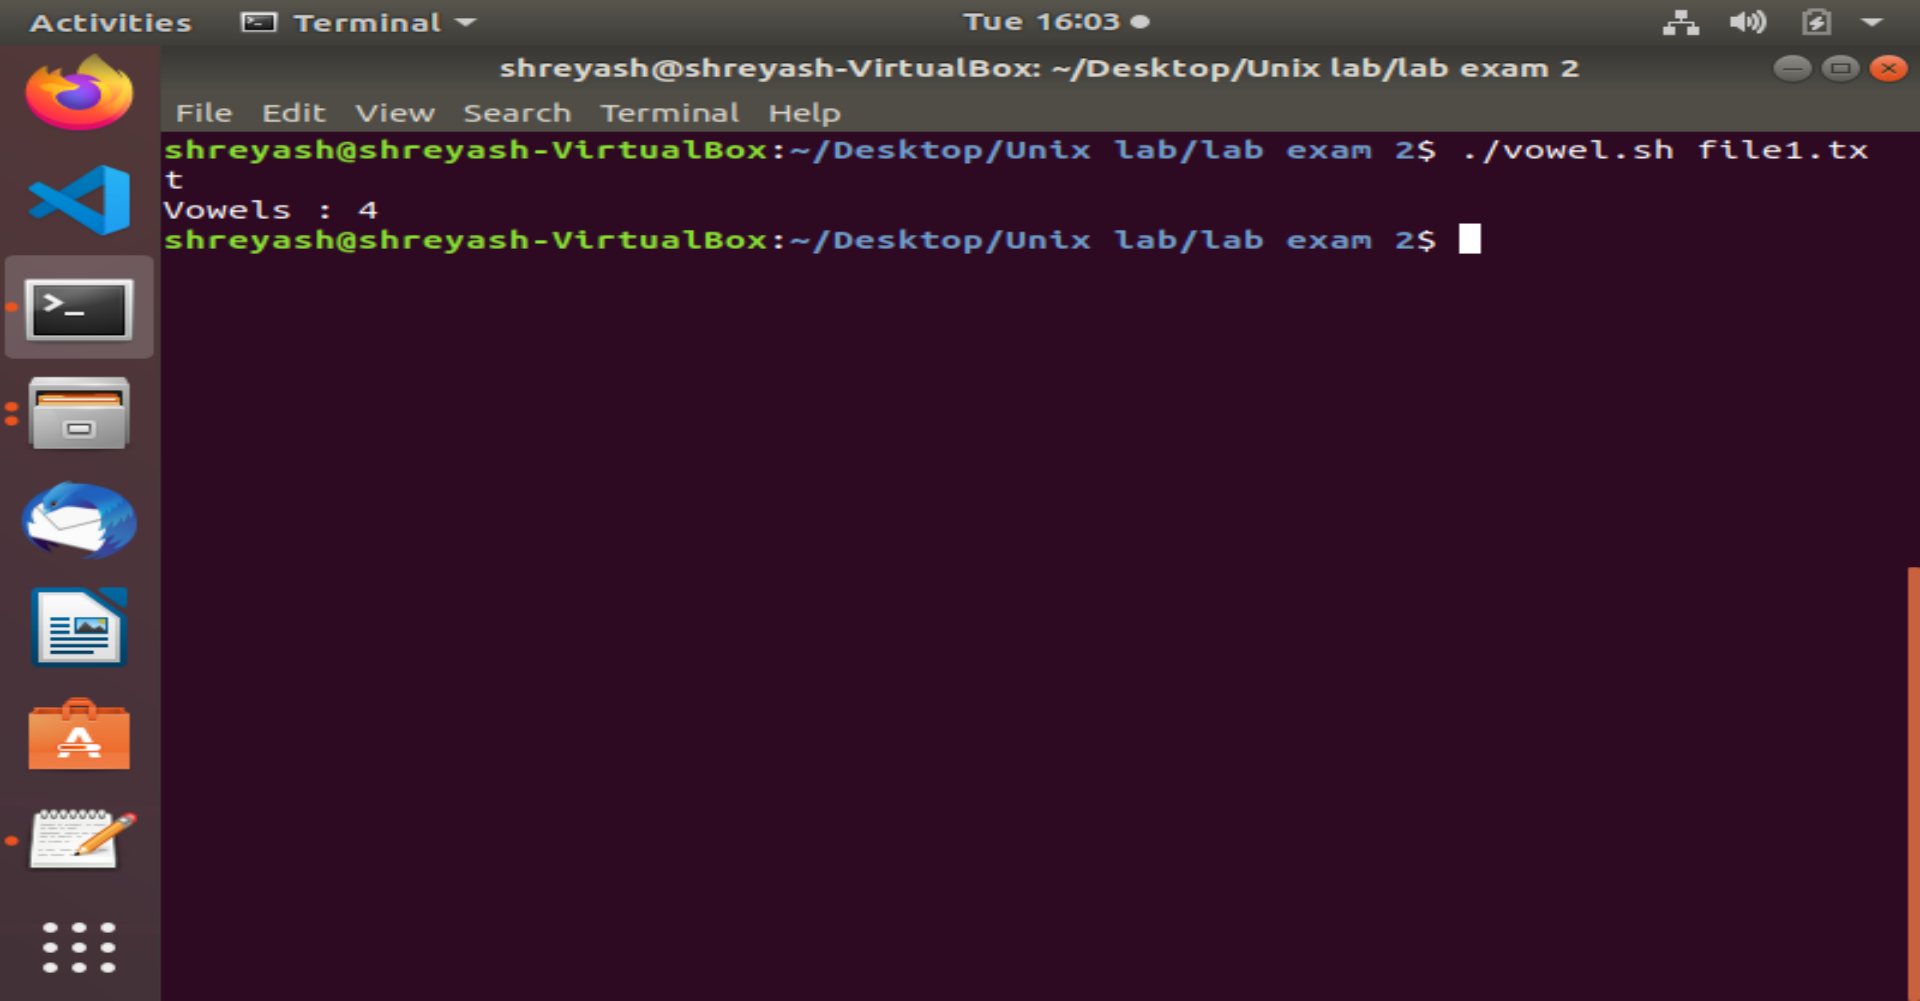 Activities Terminal Tue 16:03
shreyash@shreyash-VirtualBox: ~/Desktop/Unix lab/lab exam 2
File Edit View Search Terminal Help
shreyash@shreyash-VirtualBox:~/Desktop/Unix lab/lab exam 2$ ./vowel.sh file1.tx
t
Vowels : 4
shreyash@shreyash-VirtualBox:~/Desktop/Unix lab/lab exam 2$